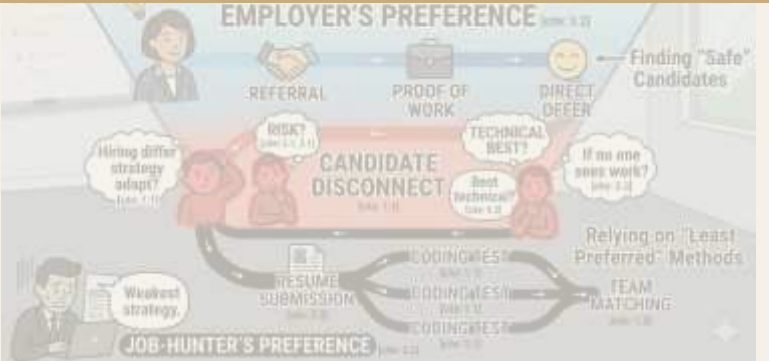 EMPLOYER'S PREFERENCE
REFERRAL
PROOF OF
WORK
DIRECT
OFFER
Finding "Safe"
Candidates
Hiring differ
strategy
adapt?
RISK?
CANDIDATE
DISCONNECT
TECHNICAL
BEST?
Best
technical?
If no one
sees work?
Relying on "Least
Preferred" Methods
RESUME
SUBMISSION
CODING TEST
CODING TEST
CODING TEST
TEAM
MATCHING
Weakest
strategy.
JOB-HUNTER'S PREFERENCE